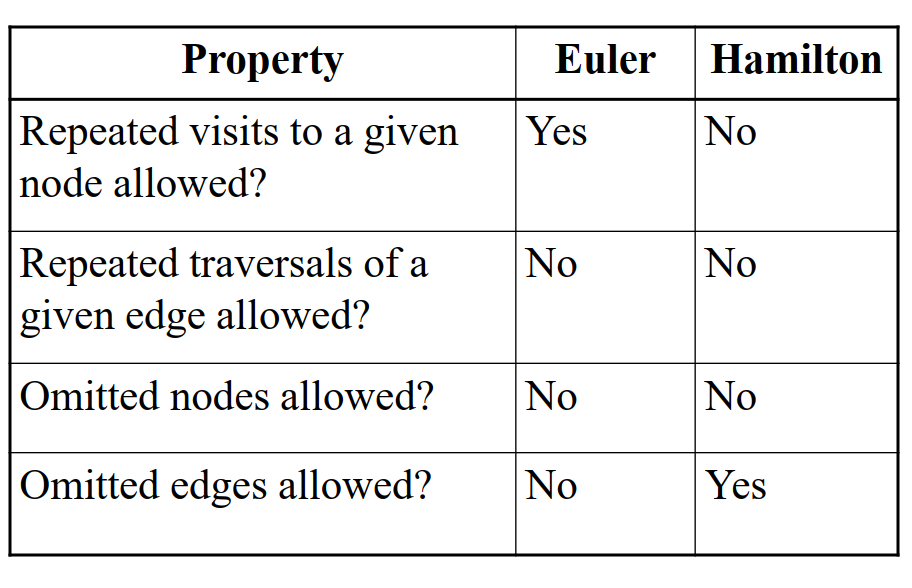 Property Euler Hamilton
Repeated visits to a given Yes No
node allowed?
Repeated traversals of a No No
given edge allowed?
Omitted nodes allowed? No No
Omitted edges allowed? No Yes